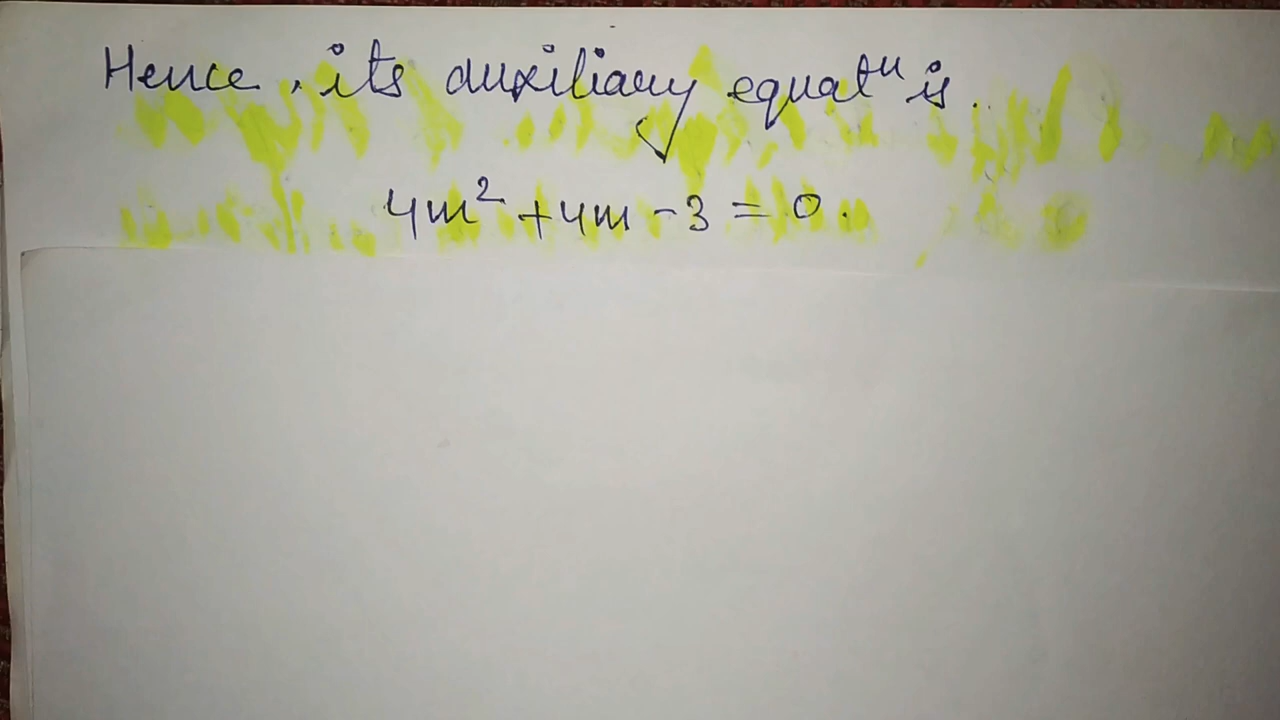 Hence, its auxiliary equatⁿ is.
4m² + 4m - 3 = 0.